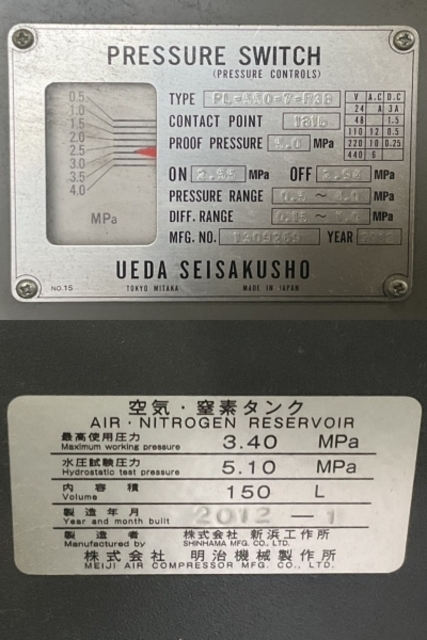 PRESSURE SWITCH
(PRESSURE CONTROLS)
TYPE
V A.C D.C
24 A 3A
48 1.5
110 12 0.5
220 10 0.25
440 6
CONTACT POINT
PROOF PRESSURE MPa
ON MPa OFF MPa
PRESSURE RANGE MPa
DIFF. RANGE MPa
MFG. NO. YEAR
0.5
1.0
1.5
2.0
2.5
3.0
3.5
4.0
MPa
UEDA SEISAKUSHO
NO.15 TOKYO MITAKA MADE IN JAPAN
空気・窒素タンク
AIR・NITROGEN RESERVOIR
最高使用圧力
Maximum working pressure 3.40 MPa
水圧試験圧力
Hydrostatic test pressure 5.10 MPa
内容積
Volume 150 L
製造年月
Year and month built 2012 — 1
製造者 株式会社 新浜工作所
Manufactured by SHINHAMA MFG. CO., LTD.
株式会社 明治機械製作所
MEIJI AIR COMPRESSOR MFG. CO., LTD.